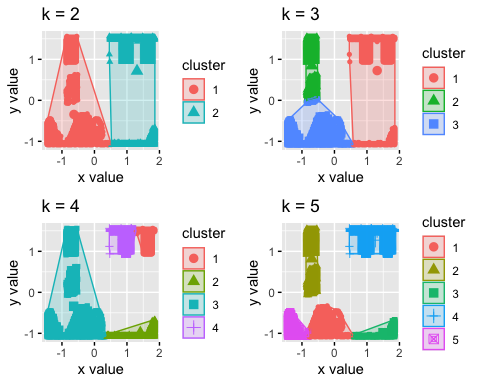 k = 2
1
0
-1
-1
0
1
2
x value
y value
cluster
1
2
k = 3
1
0
-1
-1
0
1
2
x value
y value
cluster
1
2
3
k = 4
1
0
-1
-1
0
1
2
x value
y value
cluster
1
2
3
4
k = 5
1
0
-1
-1
0
1
2
x value
y value
cluster
1
2
3
4
5